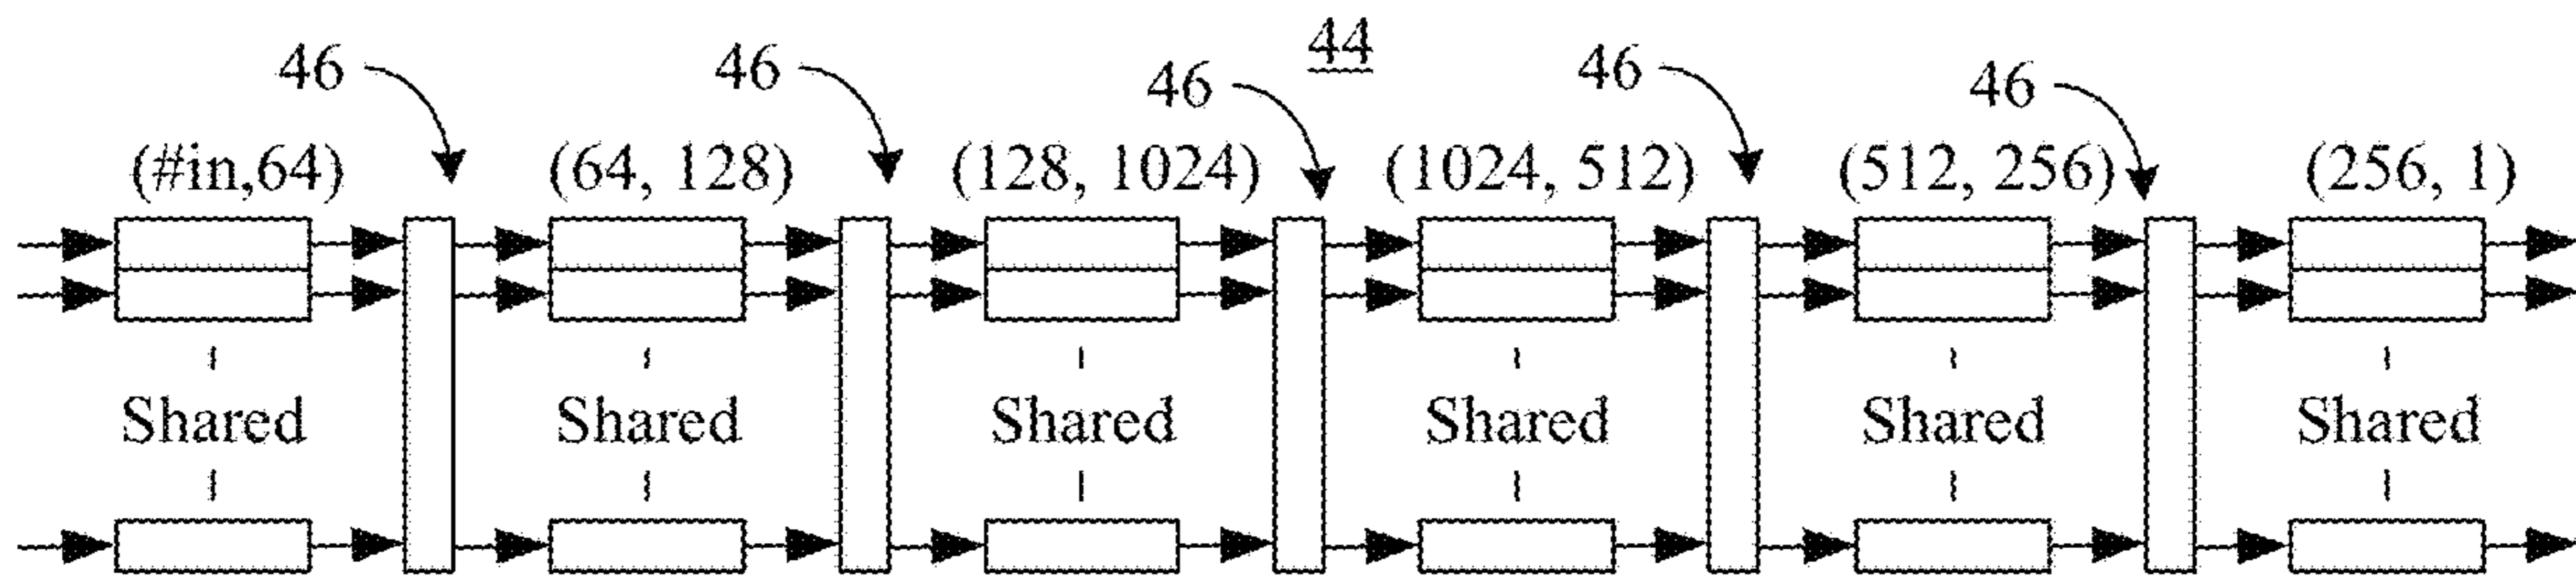 44
46 46 46 46 46
(#in,64) (64, 128) (128, 1024) (1024, 512) (512, 256) (256, 1)
Shared Shared Shared Shared Shared Shared